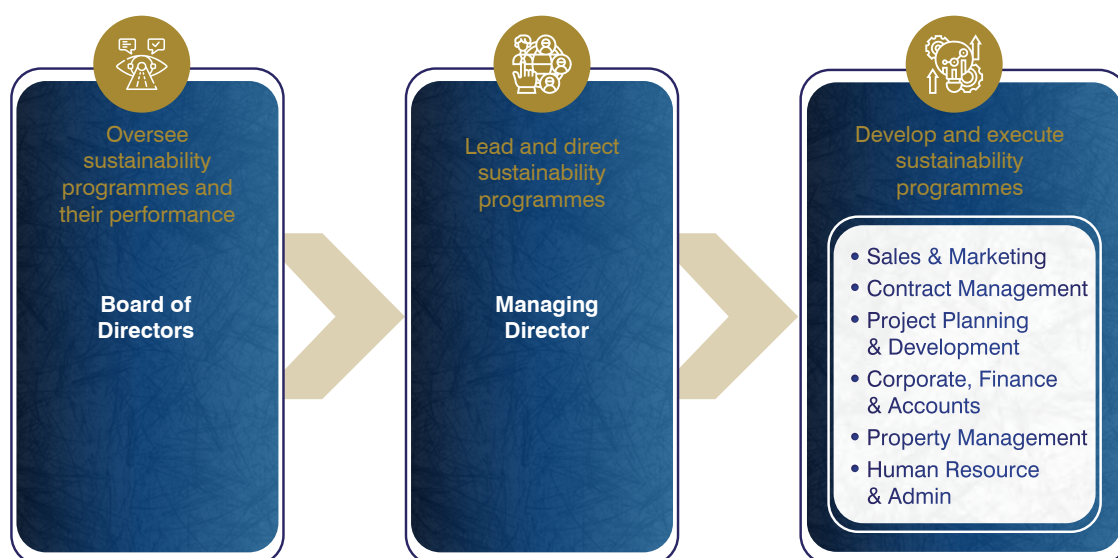 Oversee
sustainability
programmes and
their performance
Board of
Directors
Lead and direct
sustainability
programmes
Managing
Director
Develop and execute
sustainability
programmes
• Sales & Marketing
• Contract Management
• Project Planning
& Development
• Corporate, Finance
& Accounts
• Property Management
• Human Resource
& Admin